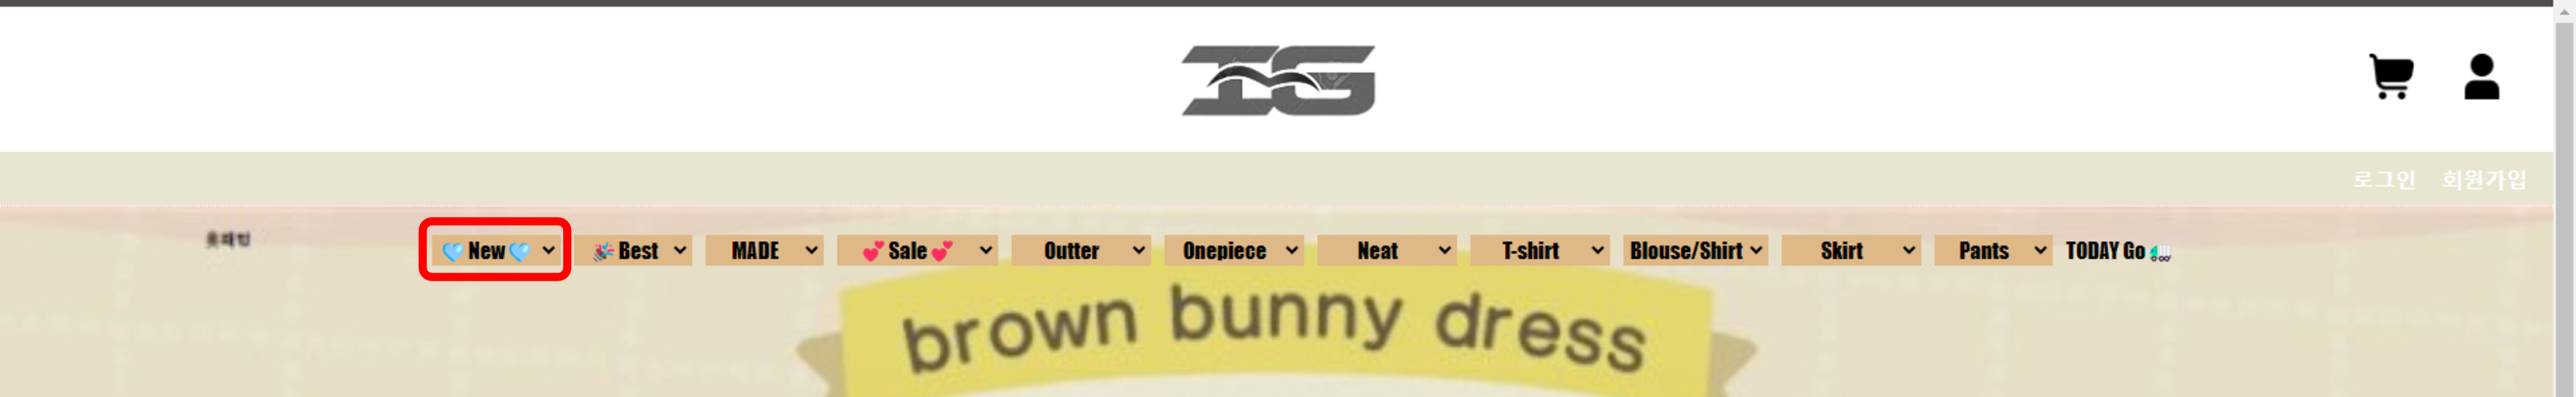 IG
로그인 회원가입
🩵 New 🩵 🎉 Best MADE 💕 Sale 💕 Outter Onepiece Neat T-shirt Blouse/Shirt Skirt Pants TODAY Go 🚚
brown bunny dress